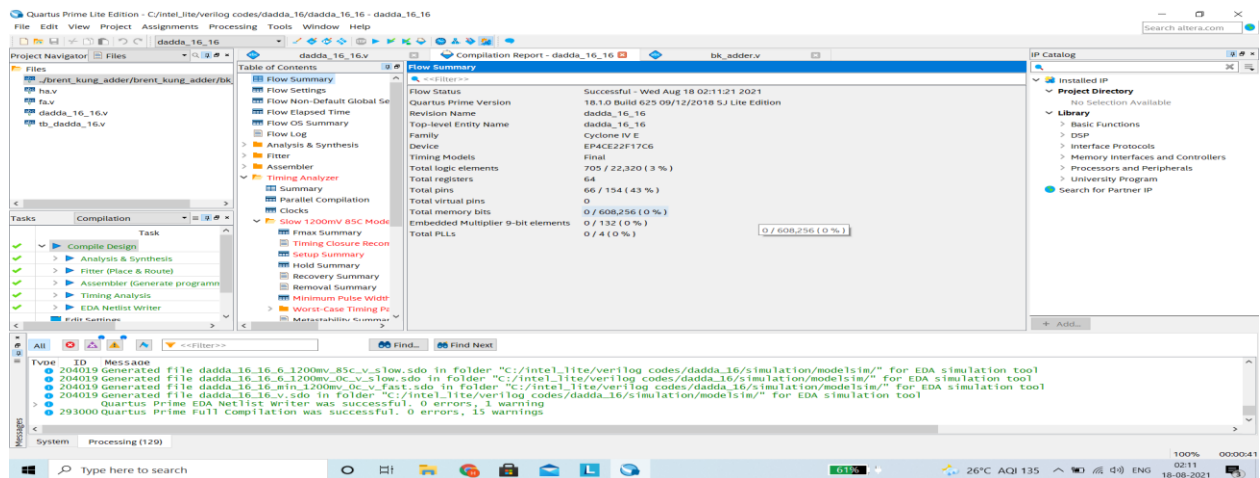 Quartus Prime Lite Edition - C:/intel_lite/verilog codes/dadda_16/dadda_16_16 - dadda_16_16
File Edit View Project Assignments Processing Tools Window Help
Search altera.com
dadda_16_16
Project Navigator Files
Files
../brent_kung_adder/brent_kung_adder/bk_
ha.v
fa.v
dadda_16_16.v
tb_dadda_16.v
Tasks Compilation
Task
Compile Design
Analysis & Synthesis
Fitter (Place & Route)
Assembler (Generate programn
Timing Analysis
EDA Netlist Writer
Edit Settings
dadda_16_16.v
Compilation Report - dadda_16_16
bk_adder.v
Table of Contents
Flow Summary
Flow Settings
Flow Non-Default Global Se
Flow Elapsed Time
Flow OS Summary
Flow Log
Analysis & Synthesis
Fitter
Assembler
Timing Analyzer
Summary
Parallel Compilation
Clocks
Slow 1200mV 85C Mode
Fmax Summary
Timing Closure Recon
Setup Summary
Hold Summary
Recovery Summary
Removal Summary
Minimum Pulse Width
Worst-Case Timing Pa
Metastability Summar
Flow Summary
<<Filter>>
Flow Status Successful - Wed Aug 18 02:11:21 2021
Quartus Prime Version 18.1.0 Build 625 09/12/2018 SJ Lite Edition
Revision Name dadda_16_16
Top-level Entity Name dadda_16_16
Family Cyclone IV E
Device EP4CE22F17C6
Timing Models Final
Total logic elements 705 / 22,320 ( 3 % )
Total registers 64
Total pins 66 / 154 ( 43 % )
Total virtual pins 0
Total memory bits 0 / 608,256 ( 0 % )
Embedded Multiplier 9-bit elements 0 / 132 ( 0 % )
Total PLLs 0 / 4 ( 0 % )
0 / 608,256 ( 0 % )
IP Catalog
Installed IP
Project Directory
No Selection Available
Library
Basic Functions
DSP
Interface Protocols
Memory Interfaces and Controllers
Processors and Peripherals
University Program
Search for Partner IP
+ Add...
All <<Filter>> Find... Find Next
Type ID Message
204019 Generated file dadda_16_16_6_1200mv_85c_v_slow.sdo in folder "C:/intel_lite/verilog codes/dadda_16/simulation/modelsim/" for EDA simulation tool
204019 Generated file dadda_16_16_6_1200mv_0c_v_slow.sdo in folder "C:/intel_lite/verilog codes/dadda_16/simulation/modelsim/" for EDA simulation tool
204019 Generated file dadda_16_16_min_1200mv_0c_v_fast.sdo in folder "C:/intel_lite/verilog codes/dadda_16/simulation/modelsim/" for EDA simulation tool
204019 Generated file dadda_16_16_v.sdo in folder "C:/intel_lite/verilog codes/dadda_16/simulation/modelsim/" for EDA simulation tool
Quartus Prime EDA Netlist Writer was successful. 0 errors, 1 warning
293000 Quartus Prime Full Compilation was successful. 0 errors, 15 warnings
Messages
System Processing (129)
100% 00:00:41
Type here to search
61%
26°C AQI 135
ENG
02:11
18-08-2021